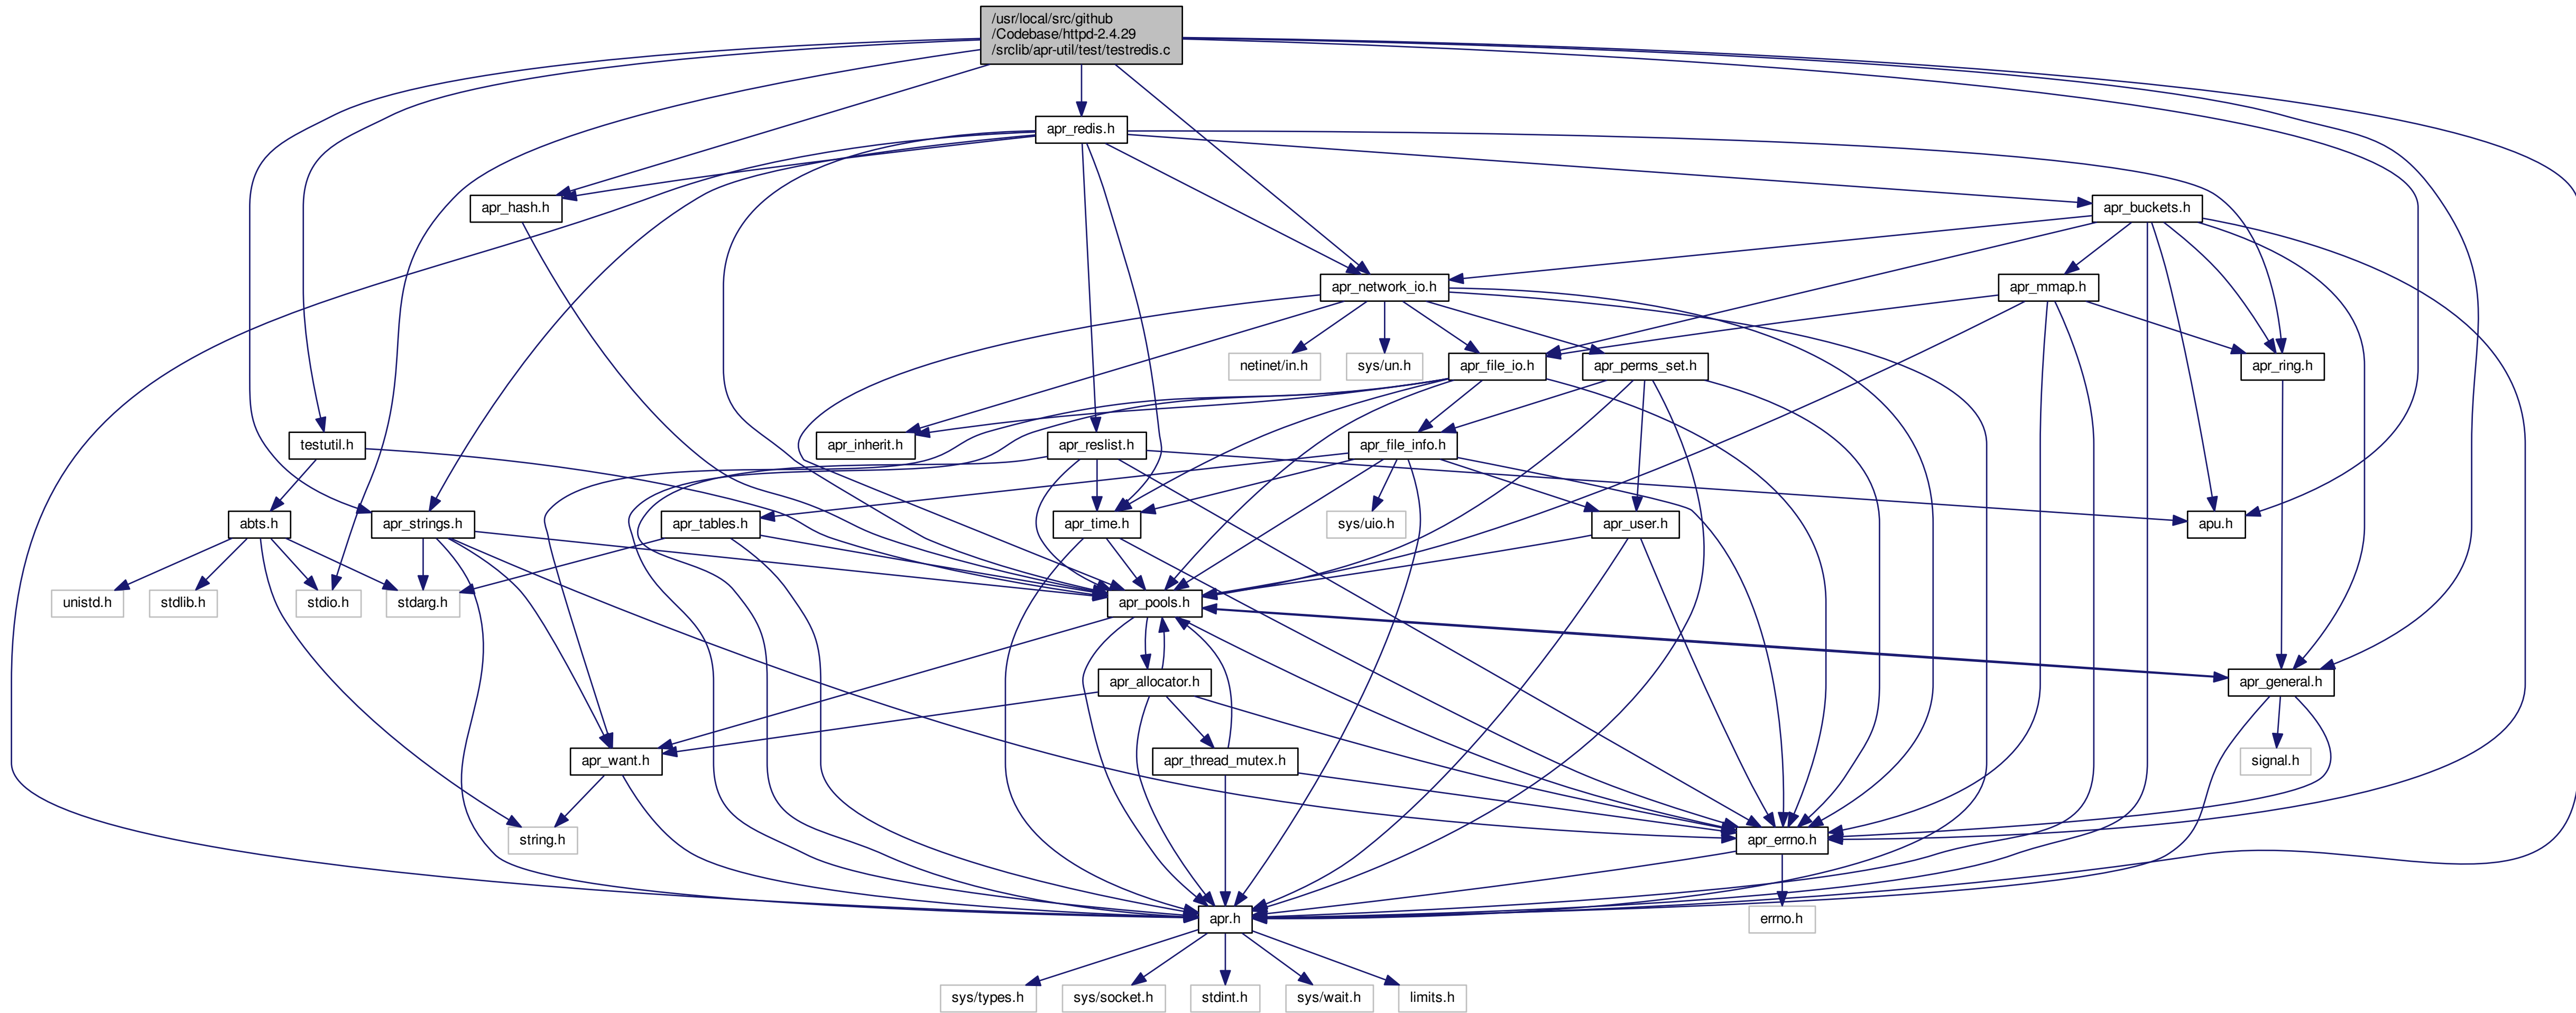 /usr/local/src/github
/Codebase/httpd-2.4.29
/srclib/apr-util/test/testredis.c
apr_redis.h
apr_hash.h
apr_buckets.h
apr_network_io.h
apr_mmap.h
netinet/in.h
sys/un.h
apr_file_io.h
apr_perms_set.h
apr_ring.h
testutil.h
apr_inherit.h
apr_reslist.h
apr_file_info.h
abts.h
apr_strings.h
apr_tables.h
apr_time.h
sys/uio.h
apr_user.h
apu.h
unistd.h
stdlib.h
stdio.h
stdarg.h
apr_pools.h
apr_allocator.h
apr_general.h
apr_want.h
apr_thread_mutex.h
signal.h
string.h
apr_errno.h
apr.h
errno.h
sys/types.h
sys/socket.h
stdint.h
sys/wait.h
limits.h